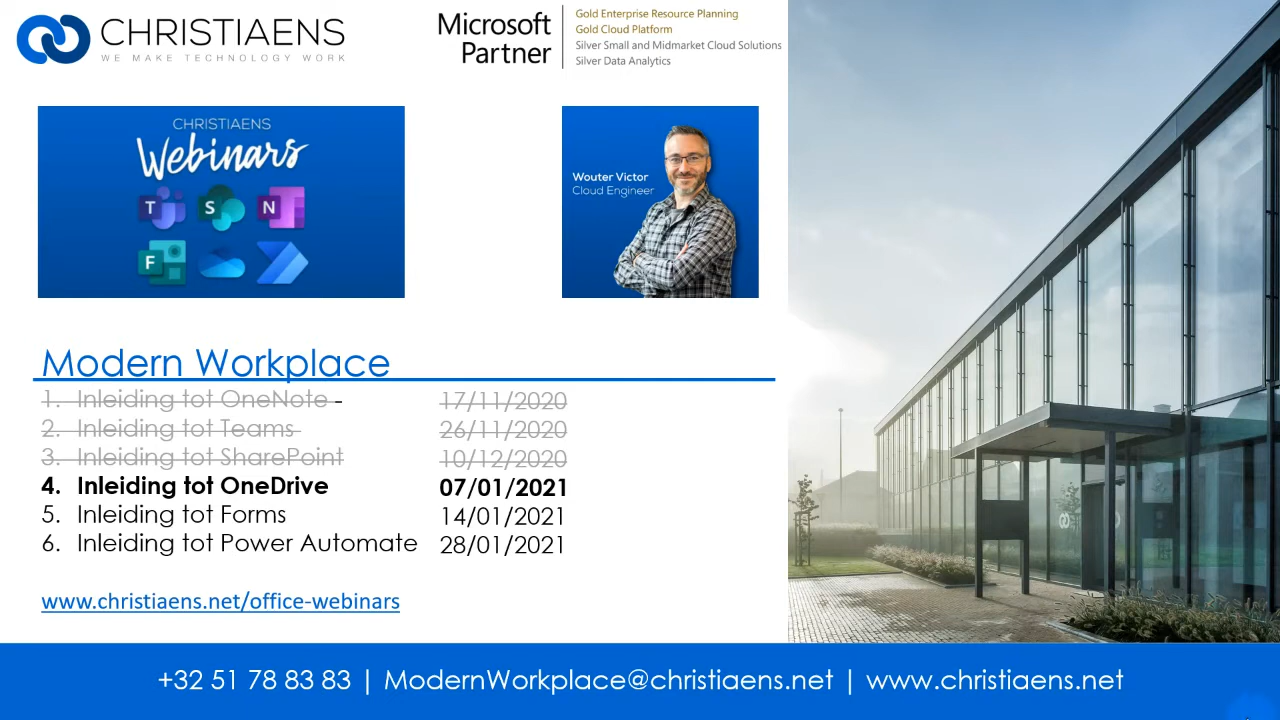 CHRISTIAENS
WE MAKE TECHNOLOGY WORK
Microsoft
Partner
Gold Enterprise Resource Planning
Gold Cloud Platform
Silver Small and Midmarket Cloud Solutions
Silver Data Analytics
CHRISTIAENS
Webinars
T S N
F
Wouter Victor
Cloud Engineer
Modern Workplace
1. Inleiding tot OneNote - 17/11/2020
2. Inleiding tot Teams 26/11/2020
3. Inleiding tot SharePoint 10/12/2020
4. Inleiding tot OneDrive 07/01/2021
5. Inleiding tot Forms 14/01/2021
6. Inleiding tot Power Automate 28/01/2021
www.christiaens.net/office-webinars
+32 51 78 83 83 | ModernWorkplace@christiaens.net | www.christiaens.net